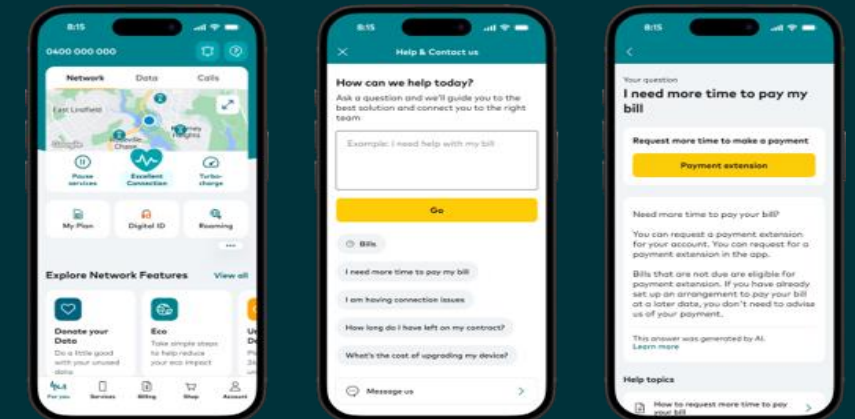 8:15
0400 000 000
Network Data Calls
East Lindfield
Chase
Heights
Google
Pause services
Excellent Connection
Turbo-charge
My Plan
Digital ID
Roaming
Explore Network Features View all
Donate your Data
Do a little good with your unused data
Eco
Take simple steps to help reduce your eco impact
For you
Services
Billing
Shop
Account
8:15
Help & Contact us
How can we help today?
Ask a question and we'll guide you to the
best solution and connect you to the right
team
Example: I need help with my bill
Go
Bills
I need more time to pay my bill
I am having connection issues
How long do I have left on my contract?
What's the cost of upgrading my device?
Message us
8:15
Your question
I need more time to pay my
bill
Request more time to make a payment
Payment extension
Need more time to pay your bill?
You can request a payment extension
for your account. You can request for a
payment extension in the app.
Bills that are not due are eligible for
payment extension. If you have already
set up an arrangement to pay your bill
at a later date, you don't need to advise
us of your payment.
This answer was generated by AI.
Learn more
Help topics
How to request more time to pay
your bill